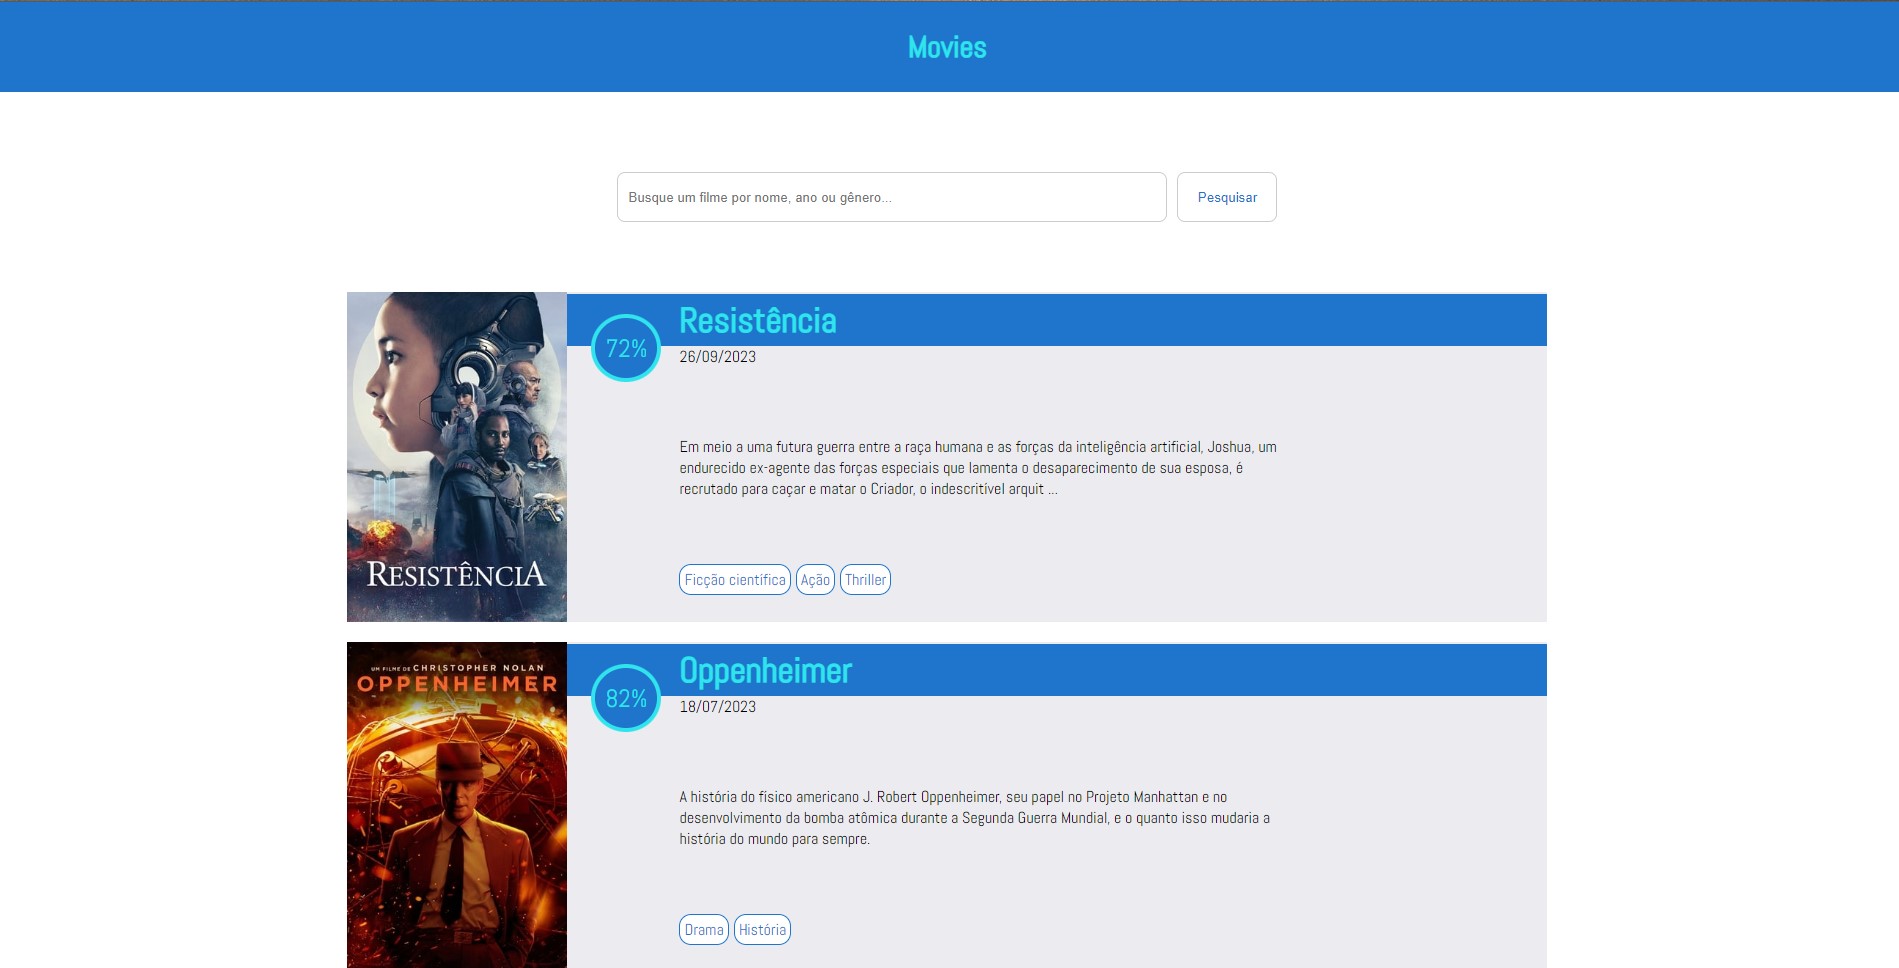 Movies
Busque um filme por nome, ano ou gênero...
Pesquisar
RESISTÊNCIA
72%
Resistência
26/09/2023
Em meio a uma futura guerra entre a raça humana e as forças da inteligência artificial, Joshua, um
endurecido ex-agente das forças especiais que lamenta o desaparecimento de sua esposa, é
recrutado para caçar e matar o Criador, o indescritível arquit ...
Ficção científica
Ação
Thriller
UM FILME DE CHRISTOPHER NOLAN
OPPENHEIMER
82%
Oppenheimer
18/07/2023
A história do físico americano J. Robert Oppenheimer, seu papel no Projeto Manhattan e no
desenvolvimento da bomba atômica durante a Segunda Guerra Mundial, e o quanto isso mudaria a
história do mundo para sempre.
Drama
História